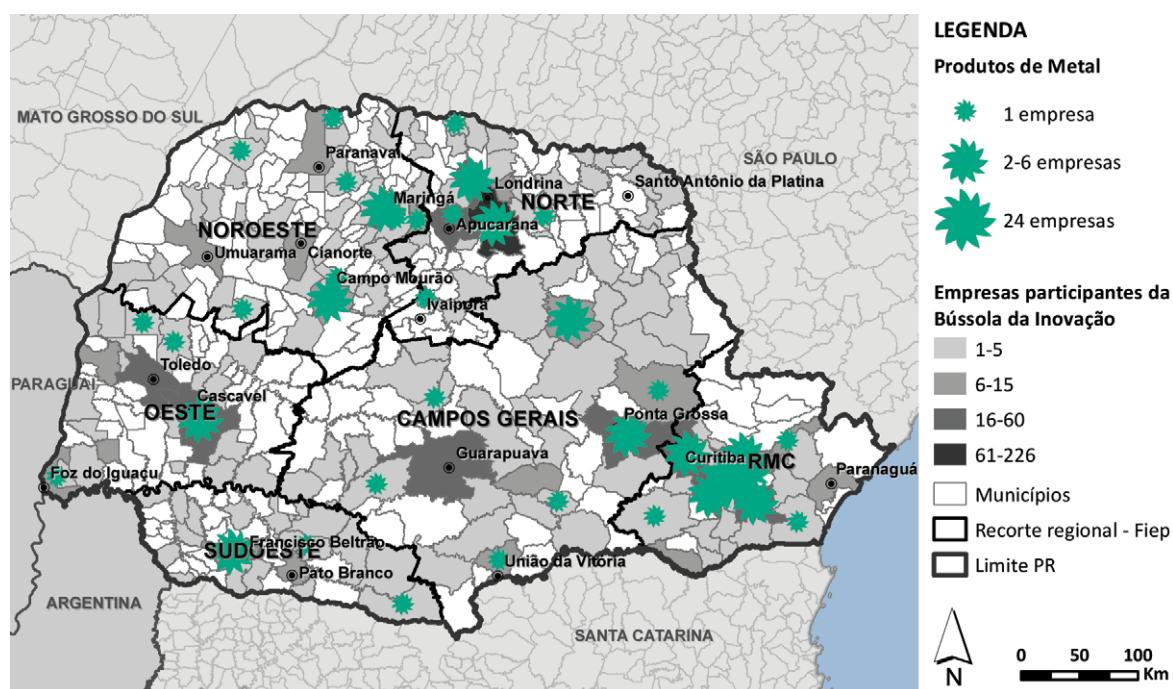 MATO GROSSO DO SUL
SÃO PAULO
Paranavaí
Londrina
Santo Antônio da Platina
Maringá
NORTE
Apucarana
NOROESTE
Umuarama
Cianorte
Campo Mourão
Ivaiporã
PARAGUAI
Toledo
Cascavel
OESTE
CAMPOS GERAIS
Ponta Grossa
Guarapuava
Curitiba
RMC
Paranaguá
Foz do Iguaçu
Francisco Beltrão
SUDOESTE
União da Vitória
Pato Branco
ARGENTINA
SANTA CATARINA
LEGENDA
Produtos de Metal
1 empresa
2-6 empresas
24 empresas
Empresas participantes da
Bússola da Inovação
1-5
6-15
16-60
61-226
Municípios
Recorte regional - Fiep
Limite PR
N
0 50 100
Km